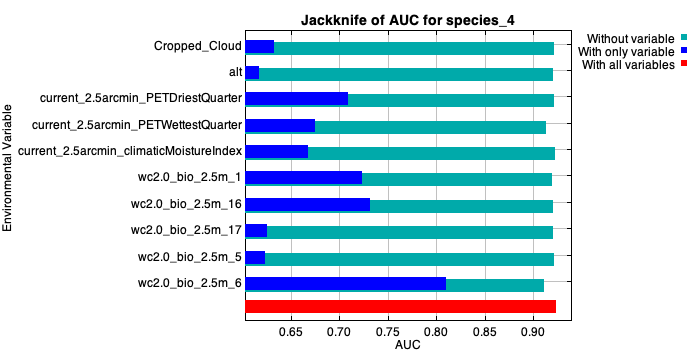 Jackknife of AUC for species_4
Without variable
With only variable
With all variables
Environmental Variable
Cropped_Cloud
alt
current_2.5arcmin_PETDriestQuarter
current_2.5arcmin_PETWettestQuarter
current_2.5arcmin_climaticMoistureIndex
wc2.0_bio_2.5m_1
wc2.0_bio_2.5m_16
wc2.0_bio_2.5m_17
wc2.0_bio_2.5m_5
wc2.0_bio_2.5m_6
0.65 0.70 0.75 0.80 0.85 0.90
AUC